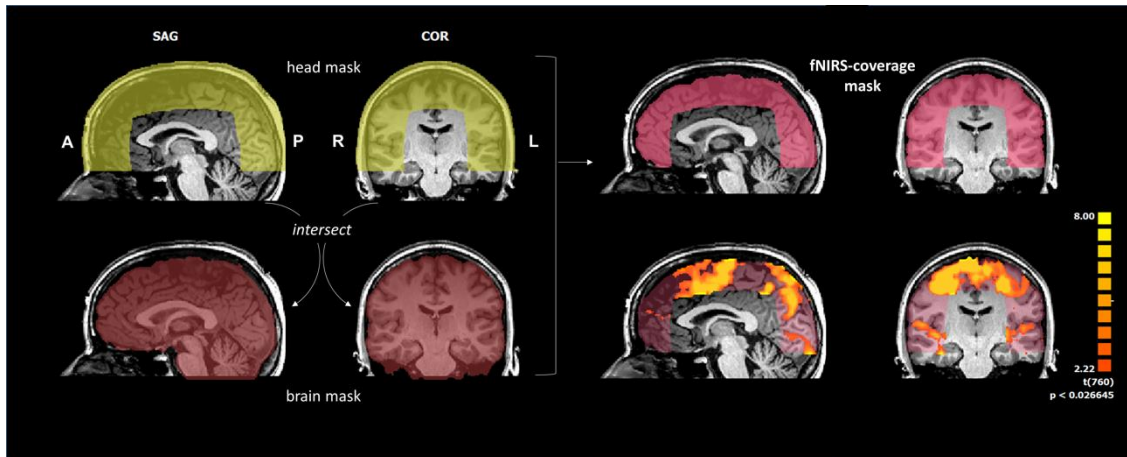 SAG
COR
head mask
fNIRS-coverage
mask
A
P
R
L
intersect
brain mask
8.00
2.22
t(760)
p < 0.026645